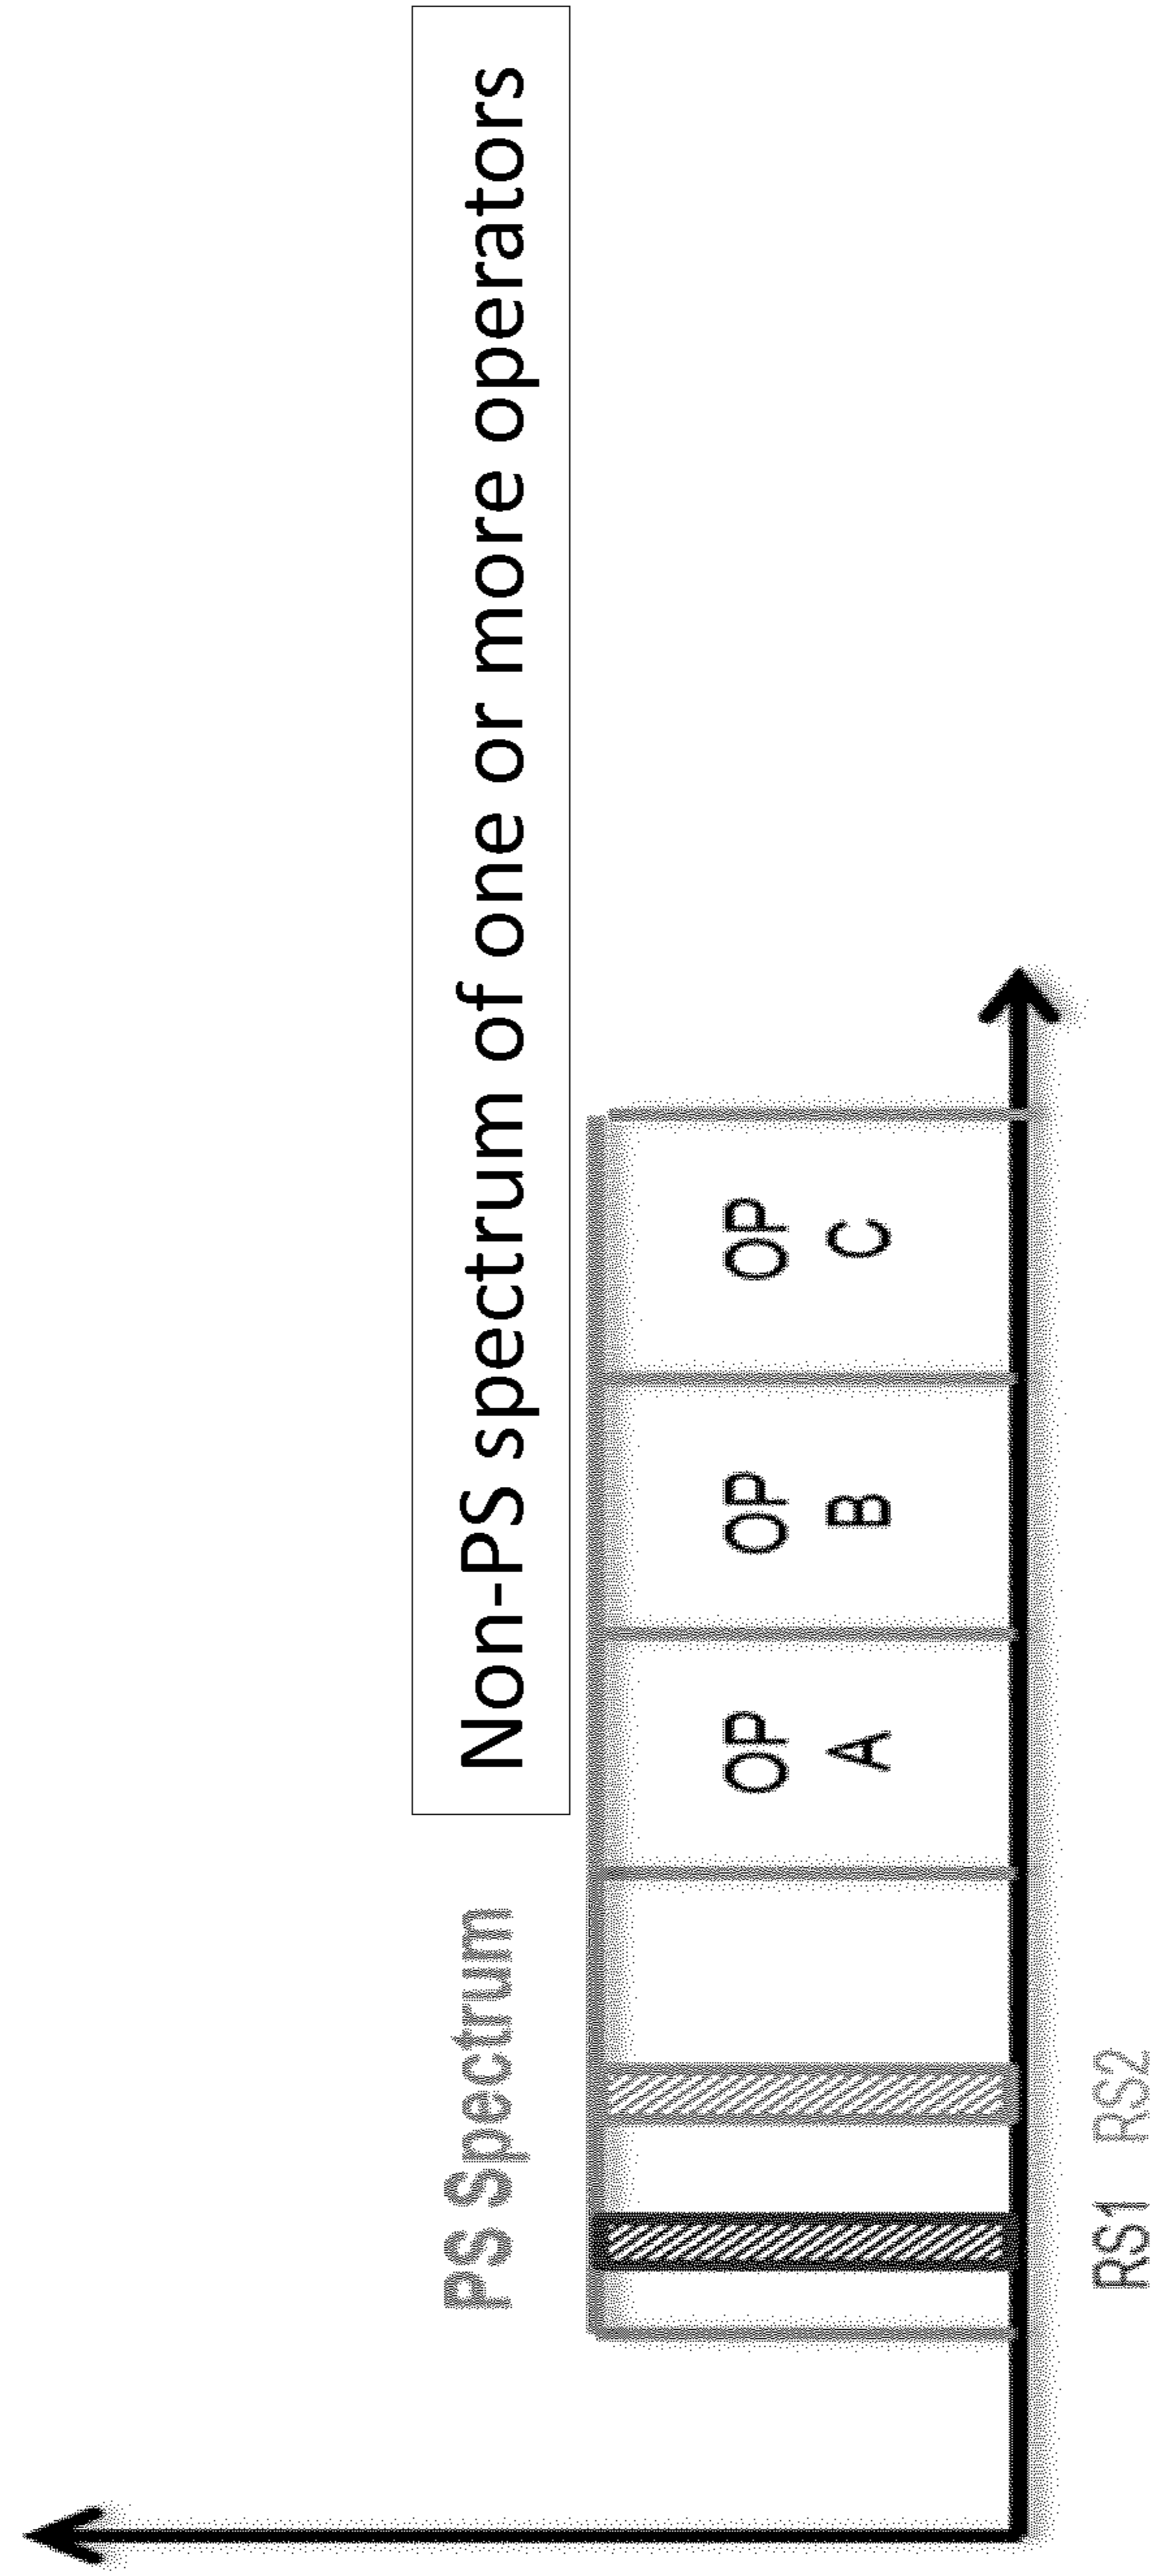 PS Spectrum
Non-PS spectrum of one or more operators
OP
A
OP
B
OP
C
RS1
RS2